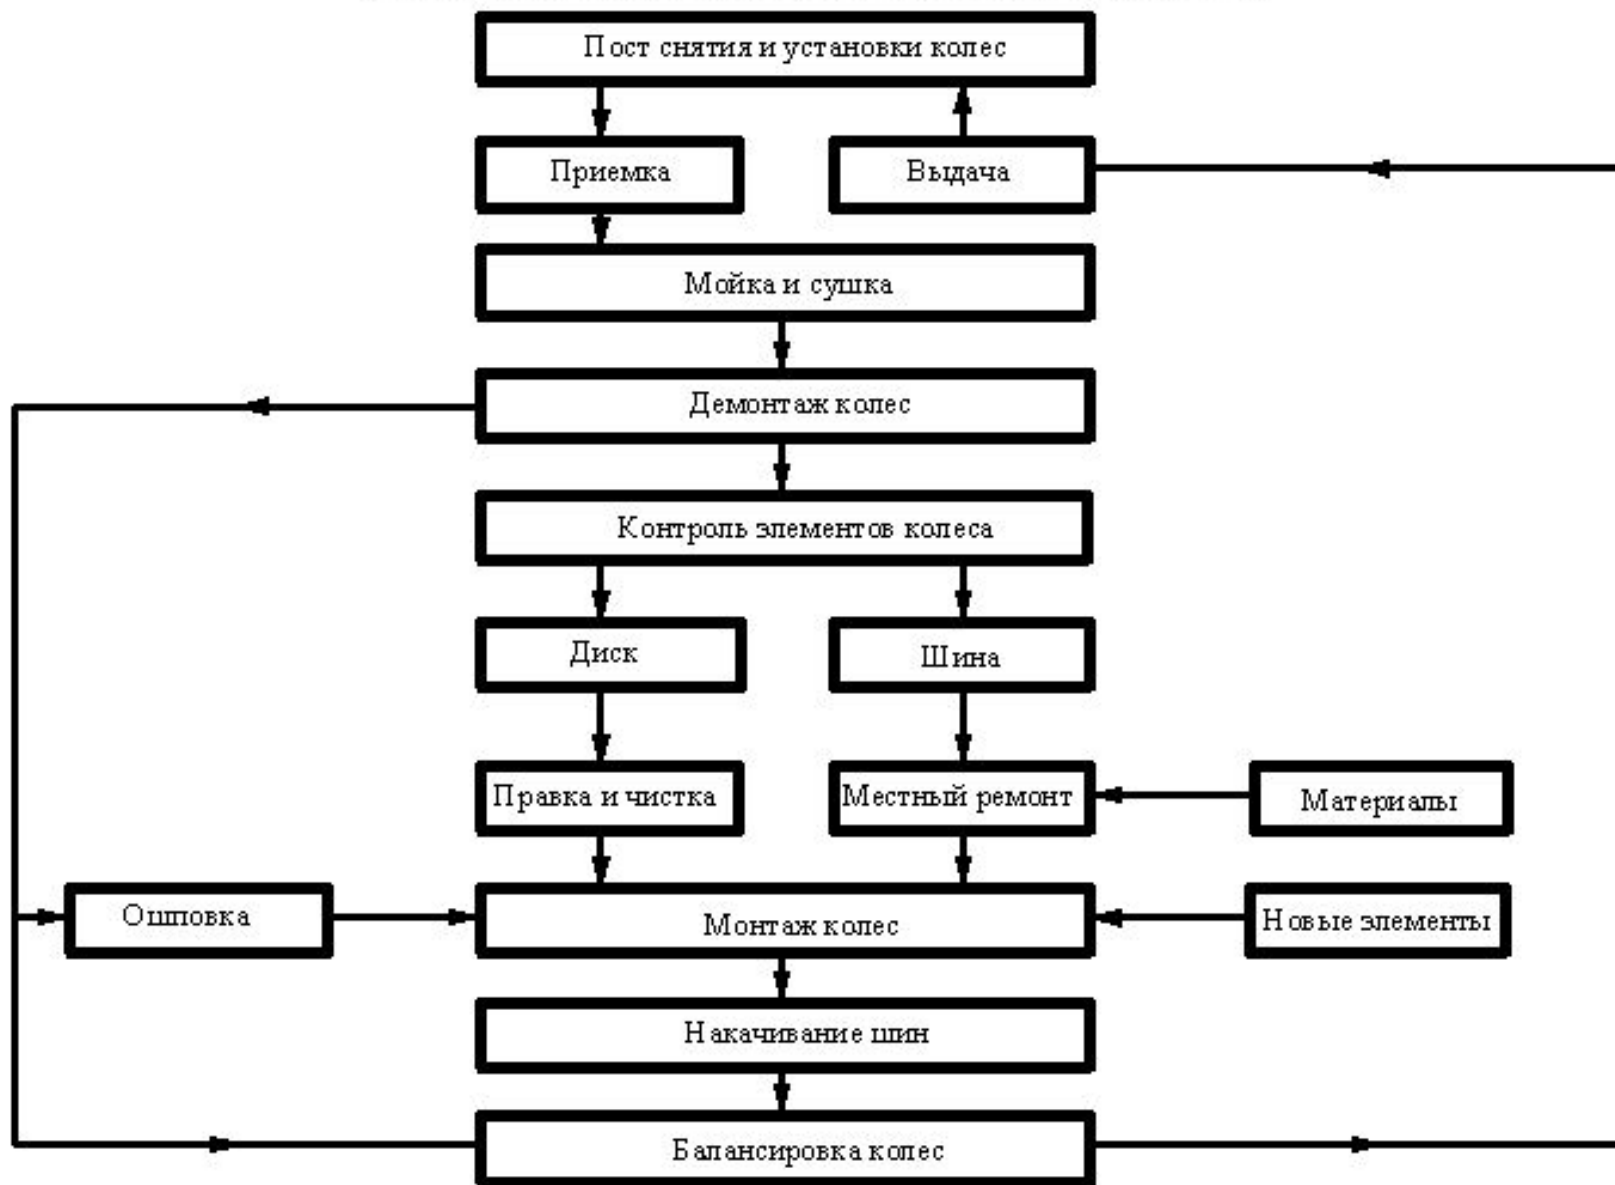 Пост снятия и установки колес
Приемка
Выдача
Мойка и сушка
Демонтаж колес
Контроль элементов колеса
Диск
Шина
Правка и чистка
Местный ремонт
Материалы
Ошповка
Монтаж колес
Новые элементы
Накачивание шин
Балансировка колес